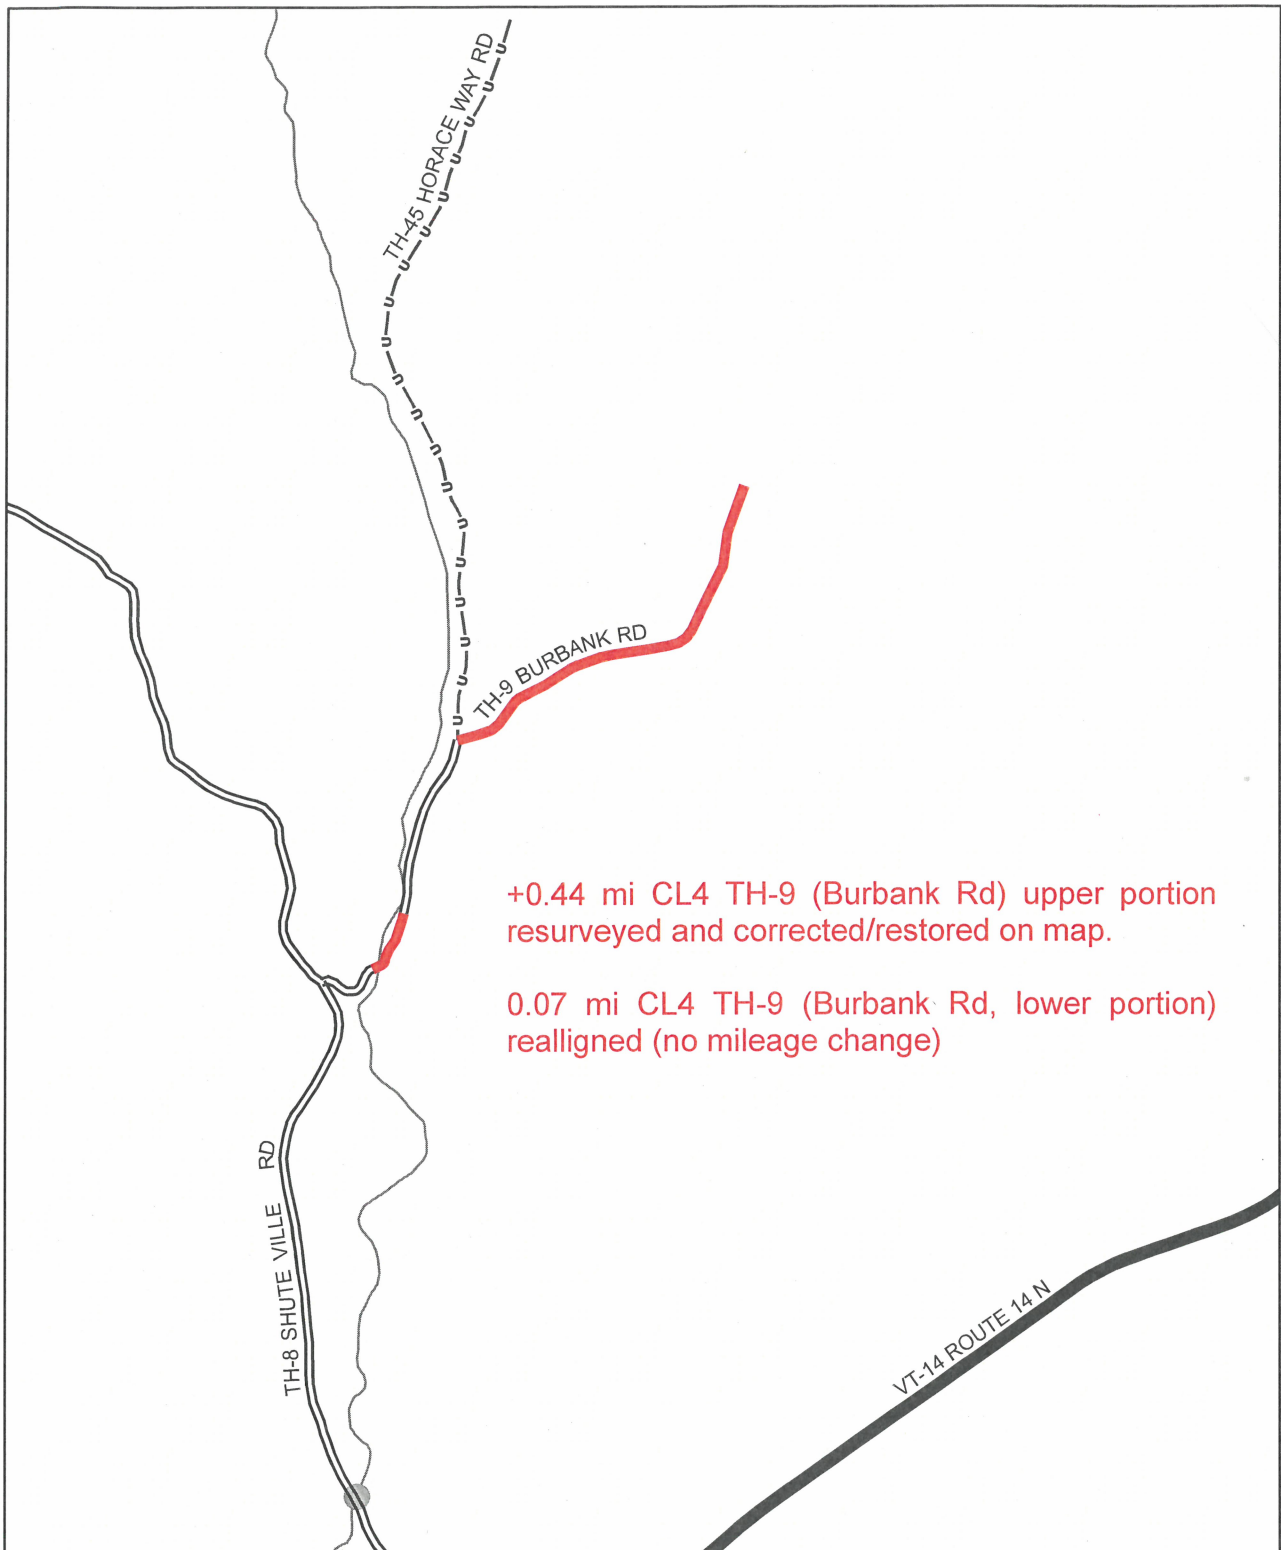 TH-45 HORACE WAY RD
TH-9 BURBANK RD
+0.44 mi CL4 TH-9 (Burbank Rd) upper portion
resurveyed and corrected/restored on map.
0.07 mi CL4 TH-9 (Burbank Rd, lower portion)
realligned (no mileage change)
TH-8 SHUTE VILLE RD
VT-14 ROUTE 14 N